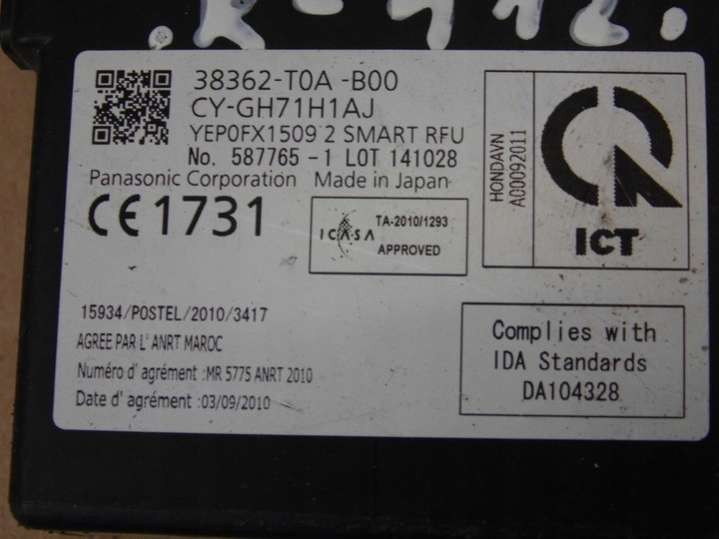 38362-T0A -B00
CY-GH71H1AJ
YEP0FX1509 2 SMART RFU
No. 587765 -1 LOT 141028
Panasonic Corporation Made in Japan
CE 1731
ICASA
TA-2010/1293
APPROVED
HONDAVN
A00092011
ICT
15934/POSTEL/2010/3417
AGREE PAR L' ANRT MAROC
Numéro d' agrément :MR 5775 ANRT 2010
Date d' agrément :03/09/2010
Complies with
IDA Standards
DA104328